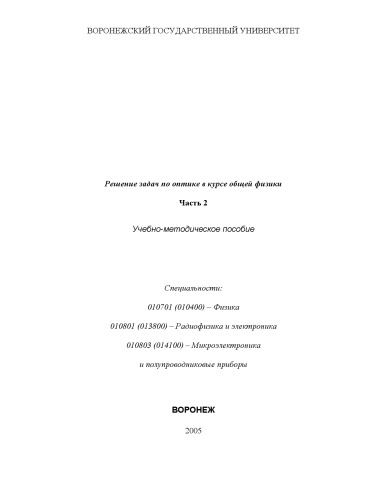 ВОРОНЕЖСКИЙ ГОСУДАРСТВЕННЫЙ УНИВЕРСИТЕТ
Решение задач по оптике в курсе общей физики
Часть 2
Учебно-методическое пособие
Специальности:
010701 (010400) – Физика
010801 (013800) – Радиофизика и электроника
010803 (014100) – Микроэлектроника
и полупроводниковые приборы
ВОРОНЕЖ
2005